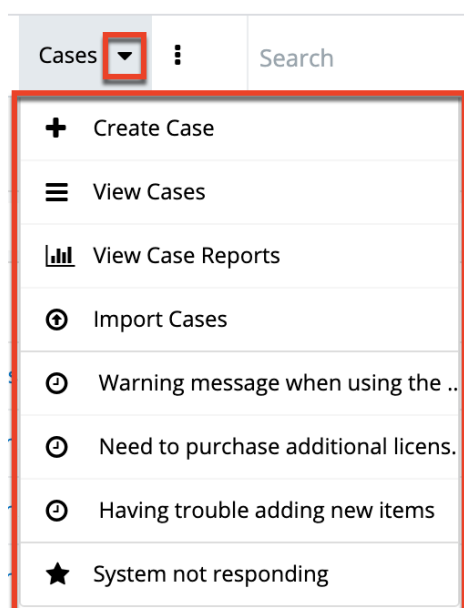 Cases
Search
Create Case
View Cases
View Case Reports
Import Cases
Warning message when using the ..
Need to purchase additional licens.
Having trouble adding new items
System not responding